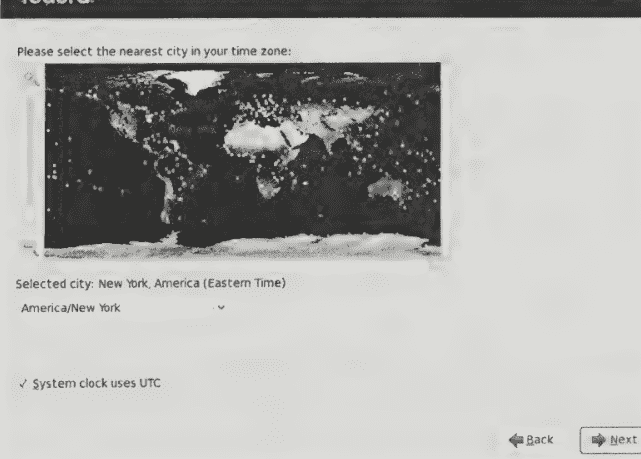 fedora
Please select the nearest city in your time zone:
Selected city: New York, America (Eastern Time)
America/New York
✓ System clock uses UTC
Back
Next